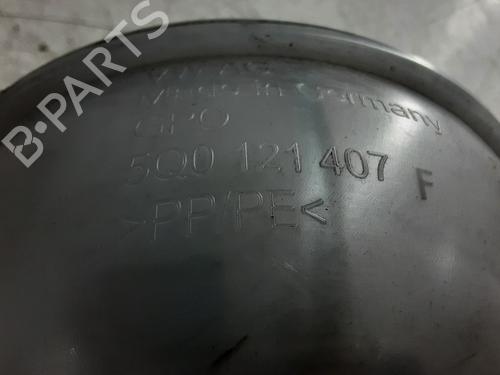 B-PARTS
VW AG
Made in Germany
GPO
5Q0 121 407 F
>PP/PE<